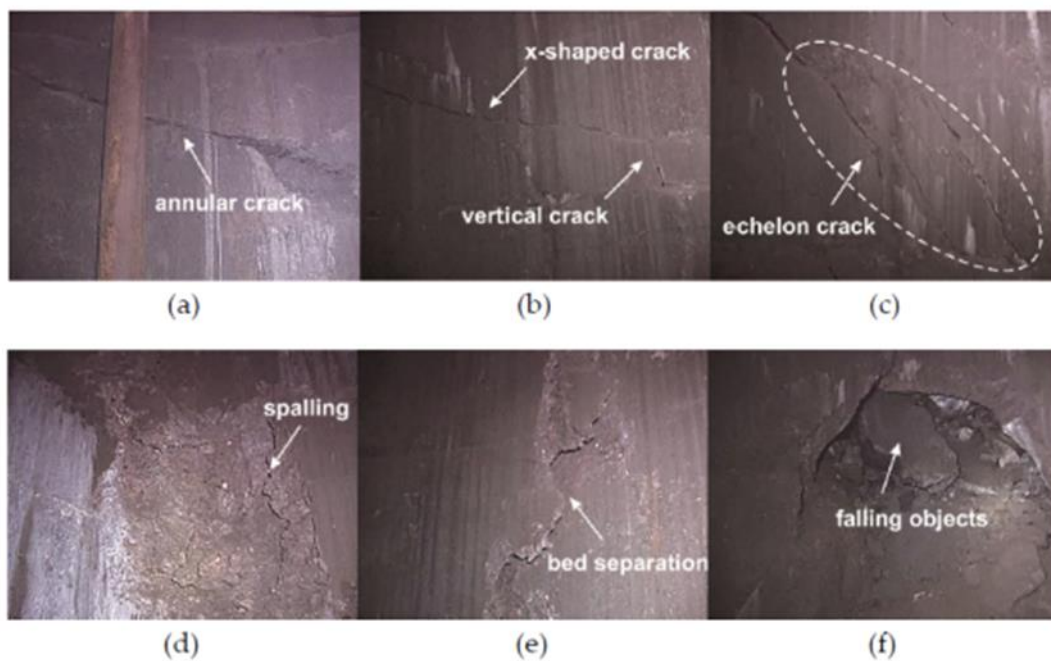 annular crack
(a)
x-shaped crack
vertical crack
(b)
echelon crack
(c)
spalling
(d)
bed separation
(e)
falling objects
(f)